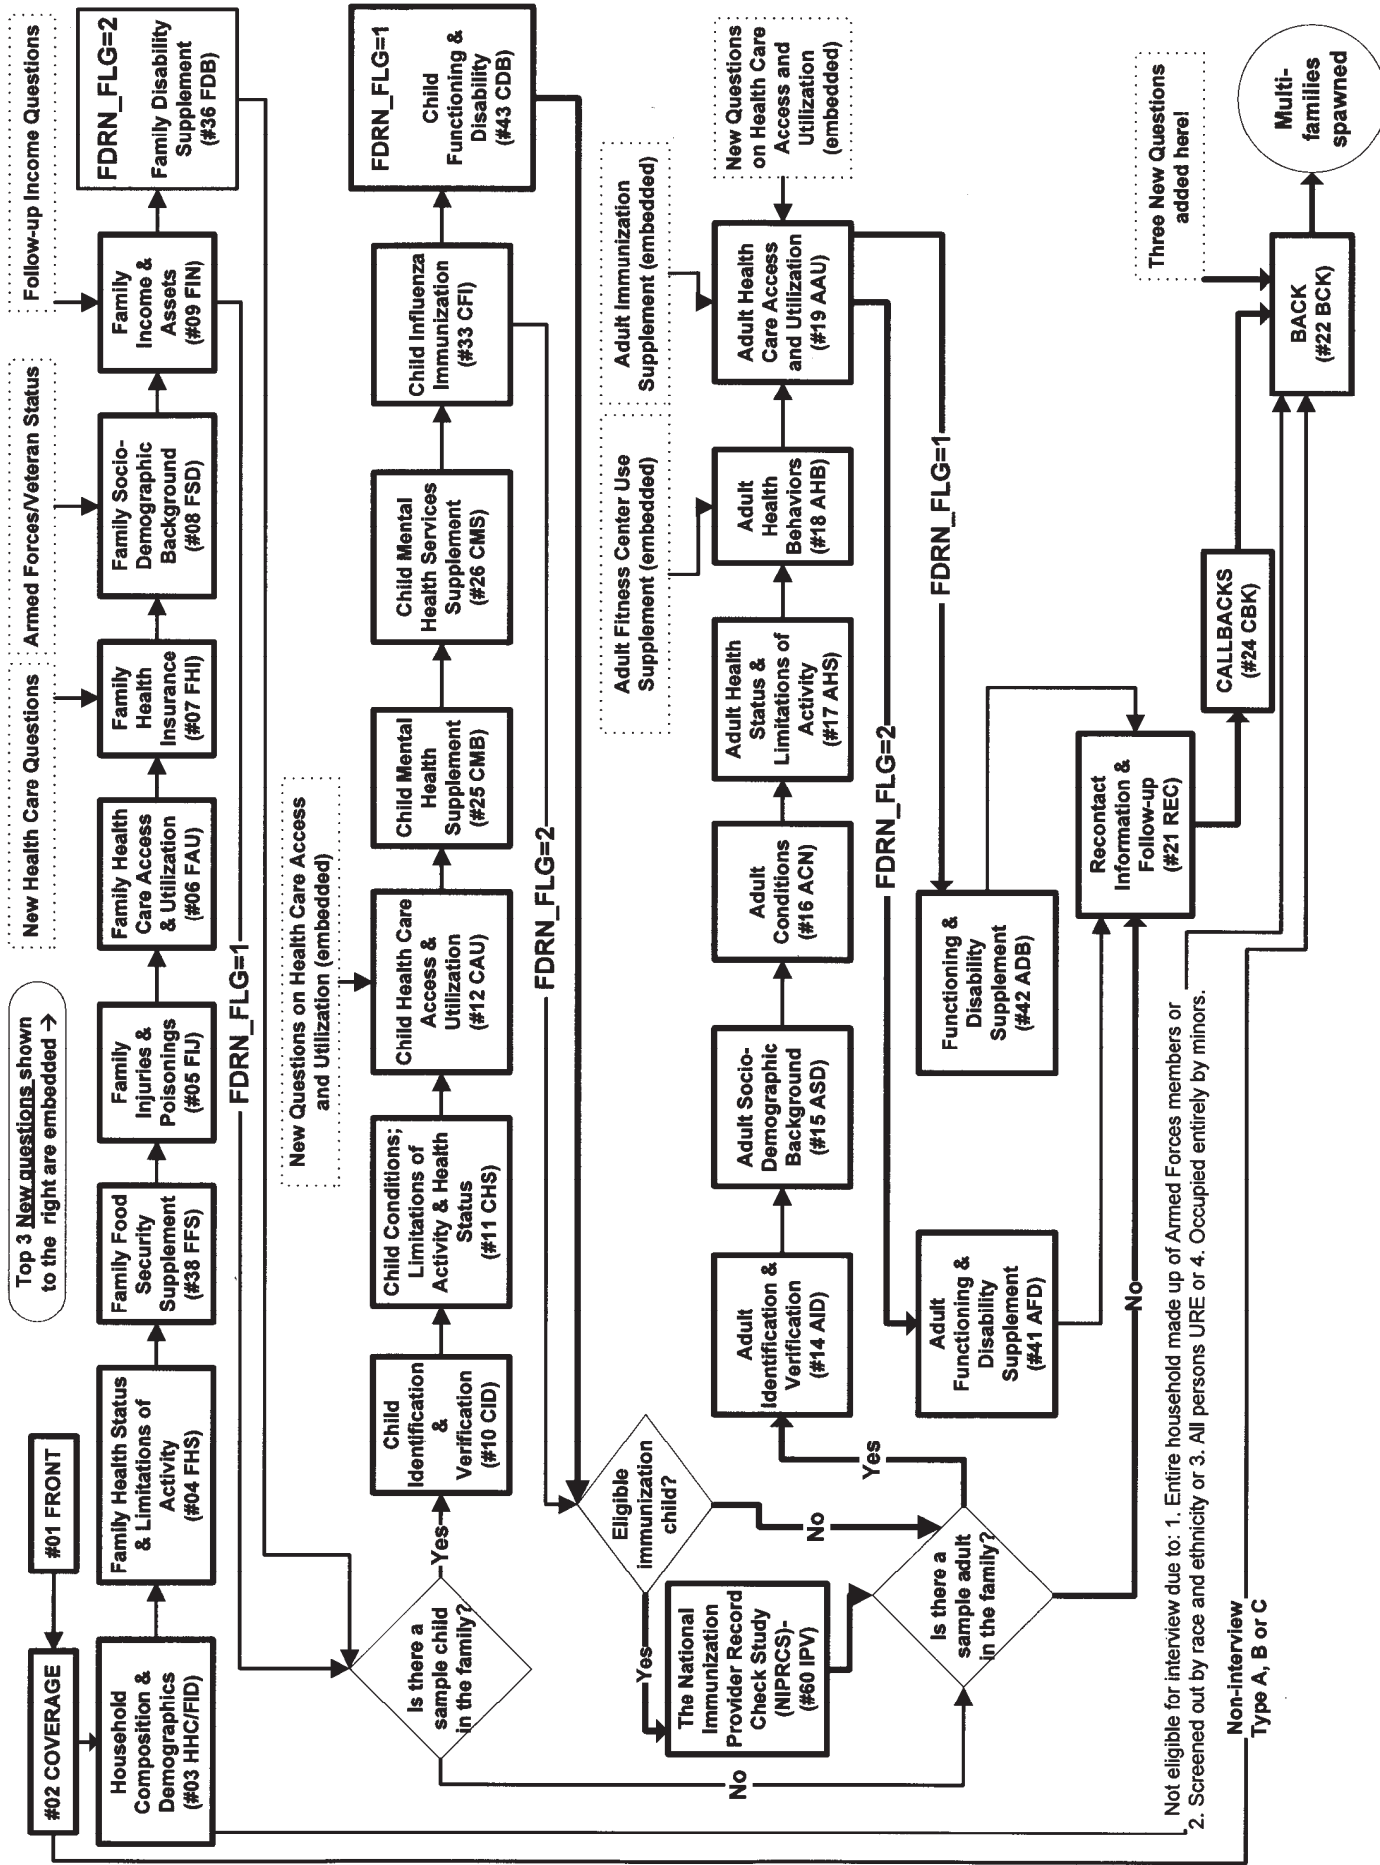 #01 FRONT
#02 COVERAGE
Top 3 New questions shown
to the right are embedded →
New Health Care Questions
Armed Forces/Veteran Status
Follow-up Income Questions
Household
Composition &
Demographics
(#03 HHC/FID)
Family Health Status
& Limitations of
Activity
(#04 FHS)
Family Food
Security
Supplement
(#38 FFS)
Family
Injuries &
Poisonings
(#05 FIJ)
Family Health
Care Access
& Utilization
(#06 FAU)
Family
Health
Insurance
(#07 FHI)
Family Socio-
Demographic
Background
(#08 FSD)
Family
Income &
Assets
(#09 FIN)
FDRN_FLG=2
Family Disability
Supplement
(#36 FDB)
FDRN_FLG=1
New Questions on Health Care Access
and Utilization (embedded)
Is there a
sample child
in the family?
Yes
No
Child
Identification
&
Verification
(#10 CID)
Child Conditions;
Limitations of
Activity & Health
Status
(#11 CHS)
Child Health Care
Access &
Utilization
(#12 CAU)
Child Mental
Health
Supplement
(#25 CMB)
Child Mental
Health Services
Supplement
(#26 CMS)
Child Influenza
Immunization
(#33 CFI)
FDRN_FLG=1
Child
Functioning &
Disability
(#43 CDB)
FDRN_FLG=2
Eligible
immunization
child?
Yes
No
The National
Immunization
Provider Record
Check Study
(NIPRCS)–
(#60 IPV)
Adult Fitness Center Use
Supplement (embedded)
Adult Immunization
Supplement (embedded)
New Questions
on Health Care
Access and
Utilization
(embedded)
Is there a
sample adult
in the family?
Yes
No
Adult
Identification &
Verification
(#14 AID)
Adult Socio-
Demographic
Background
(#15 ASD)
Adult
Conditions
(#16 ACN)
Adult Health
Status &
Limitations of
Activity
(#17 AHS)
Adult
Health
Behaviors
(#18 AHB)
Adult Health
Care Access
and Utilization
(#19 AAU)
FDRN_FLG=2
FDRN_FLG=1
Adult
Functioning &
Disability
Supplement
(#41 AFD)
Functioning &
Disability
Supplement
(#42 ADB)
Recontact
Information &
Follow-up
(#21 REC)
CALLBACKS
(#24 CBK)
Three New Questions
added here!
BACK
(#22 BCK)
Multi-
families
spawned
Not eligible for interview due to: 1. Entire household made up of Armed Forces members or
2. Screened out by race and ethnicity or 3. All persons URE or 4. Occupied entirely by minors.
Non-interview
Type A, B or C